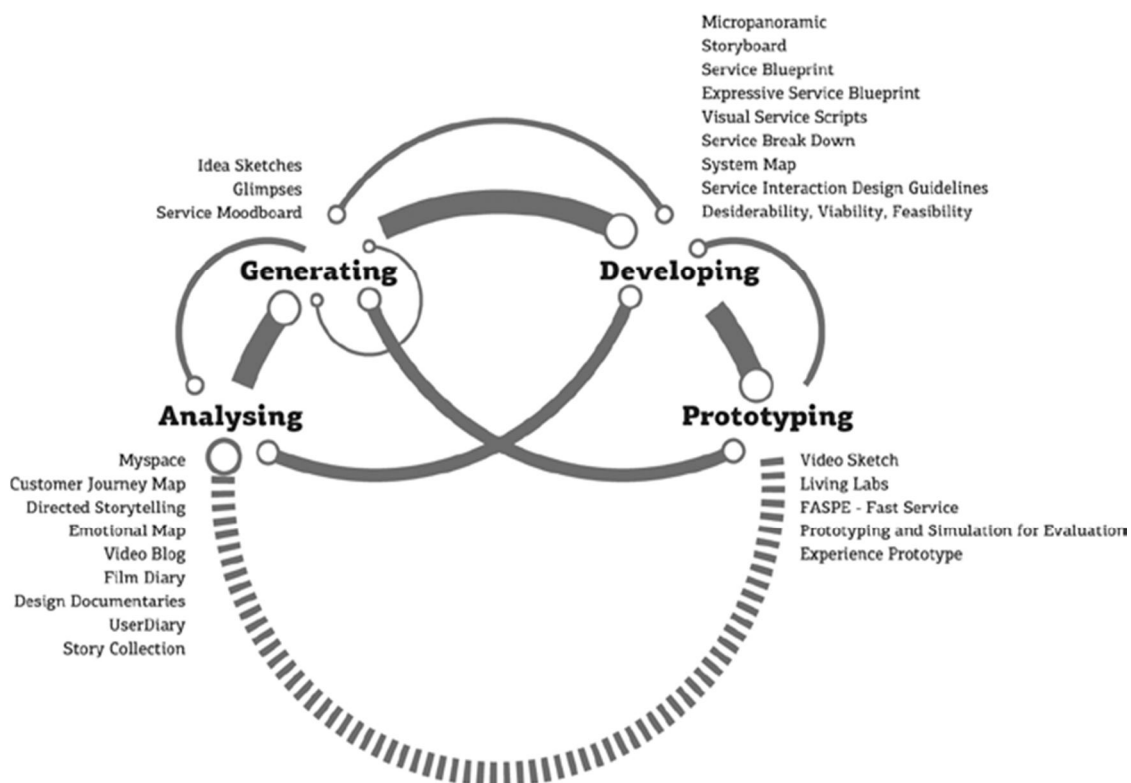 Micropanoramic
Storyboard
Service Blueprint
Expressive Service Blueprint
Visual Service Scripts
Service Break Down
System Map
Service Interaction Design Guidelines
Desiderability, Viability, Feasibility
Idea Sketches
Glimpses
Service Moodboard
Generating
Developing
Analysing
Prototyping
Myspace
Customer Journey Map
Directed Storytelling
Emotional Map
Video Blog
Film Diary
Design Documentaries
UserDiary
Story Collection
Video Sketch
Living Labs
FASPE - Fast Service
Prototyping and Simulation for Evaluation
Experience Prototype